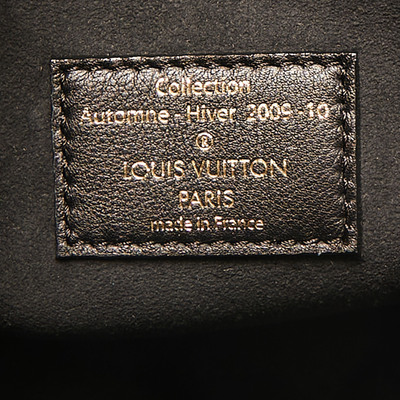 Collection
Automne - Hiver 2009-10
®
LOUIS VUITTON
PARIS
made in France